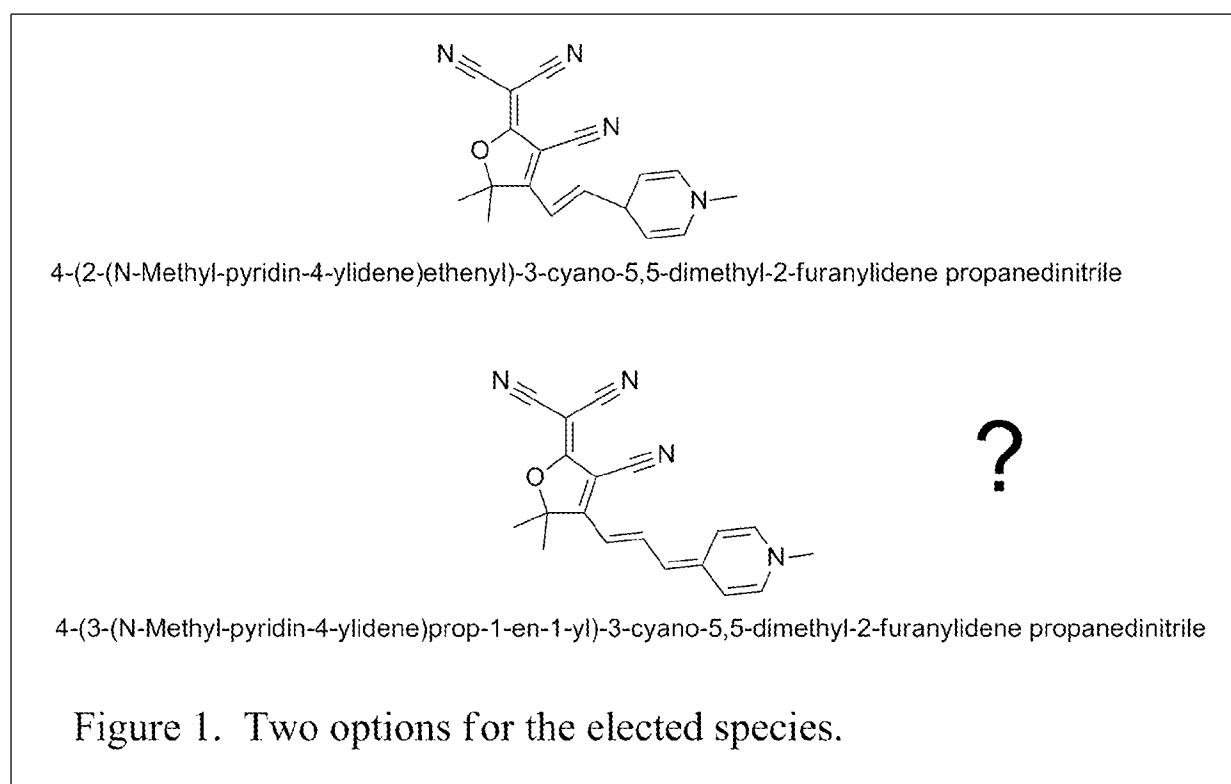 N N
N
O
N
4-(2-(N-Methyl-pyridin-4-ylidene)ethenyl)-3-cyano-5,5-dimethyl-2-furanylidene propanedinitrile
N N
N
O
N
?
4-(3-(N-Methyl-pyridin-4-ylidene)prop-1-en-1-yl)-3-cyano-5,5-dimethyl-2-furanylidene propanedinitrile
Figure 1. Two options for the elected species.